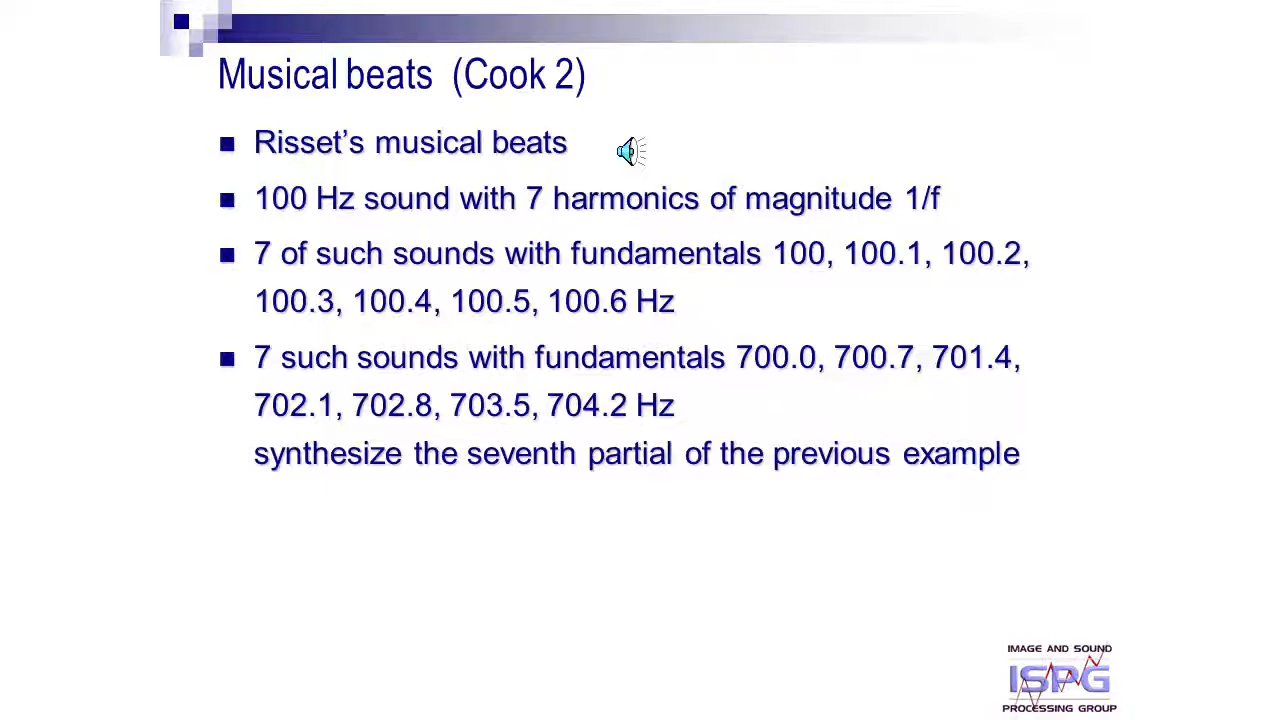 Musical beats (Cook 2)
Risset’s musical beats
100 Hz sound with 7 harmonics of magnitude 1/f
7 of such sounds with fundamentals 100, 100.1, 100.2,
100.3, 100.4, 100.5, 100.6 Hz
7 such sounds with fundamentals 700.0, 700.7, 701.4,
702.1, 702.8, 703.5, 704.2 Hz
synthesize the seventh partial of the previous example
IMAGE AND SOUND
ISPG
PROCESSING GROUP